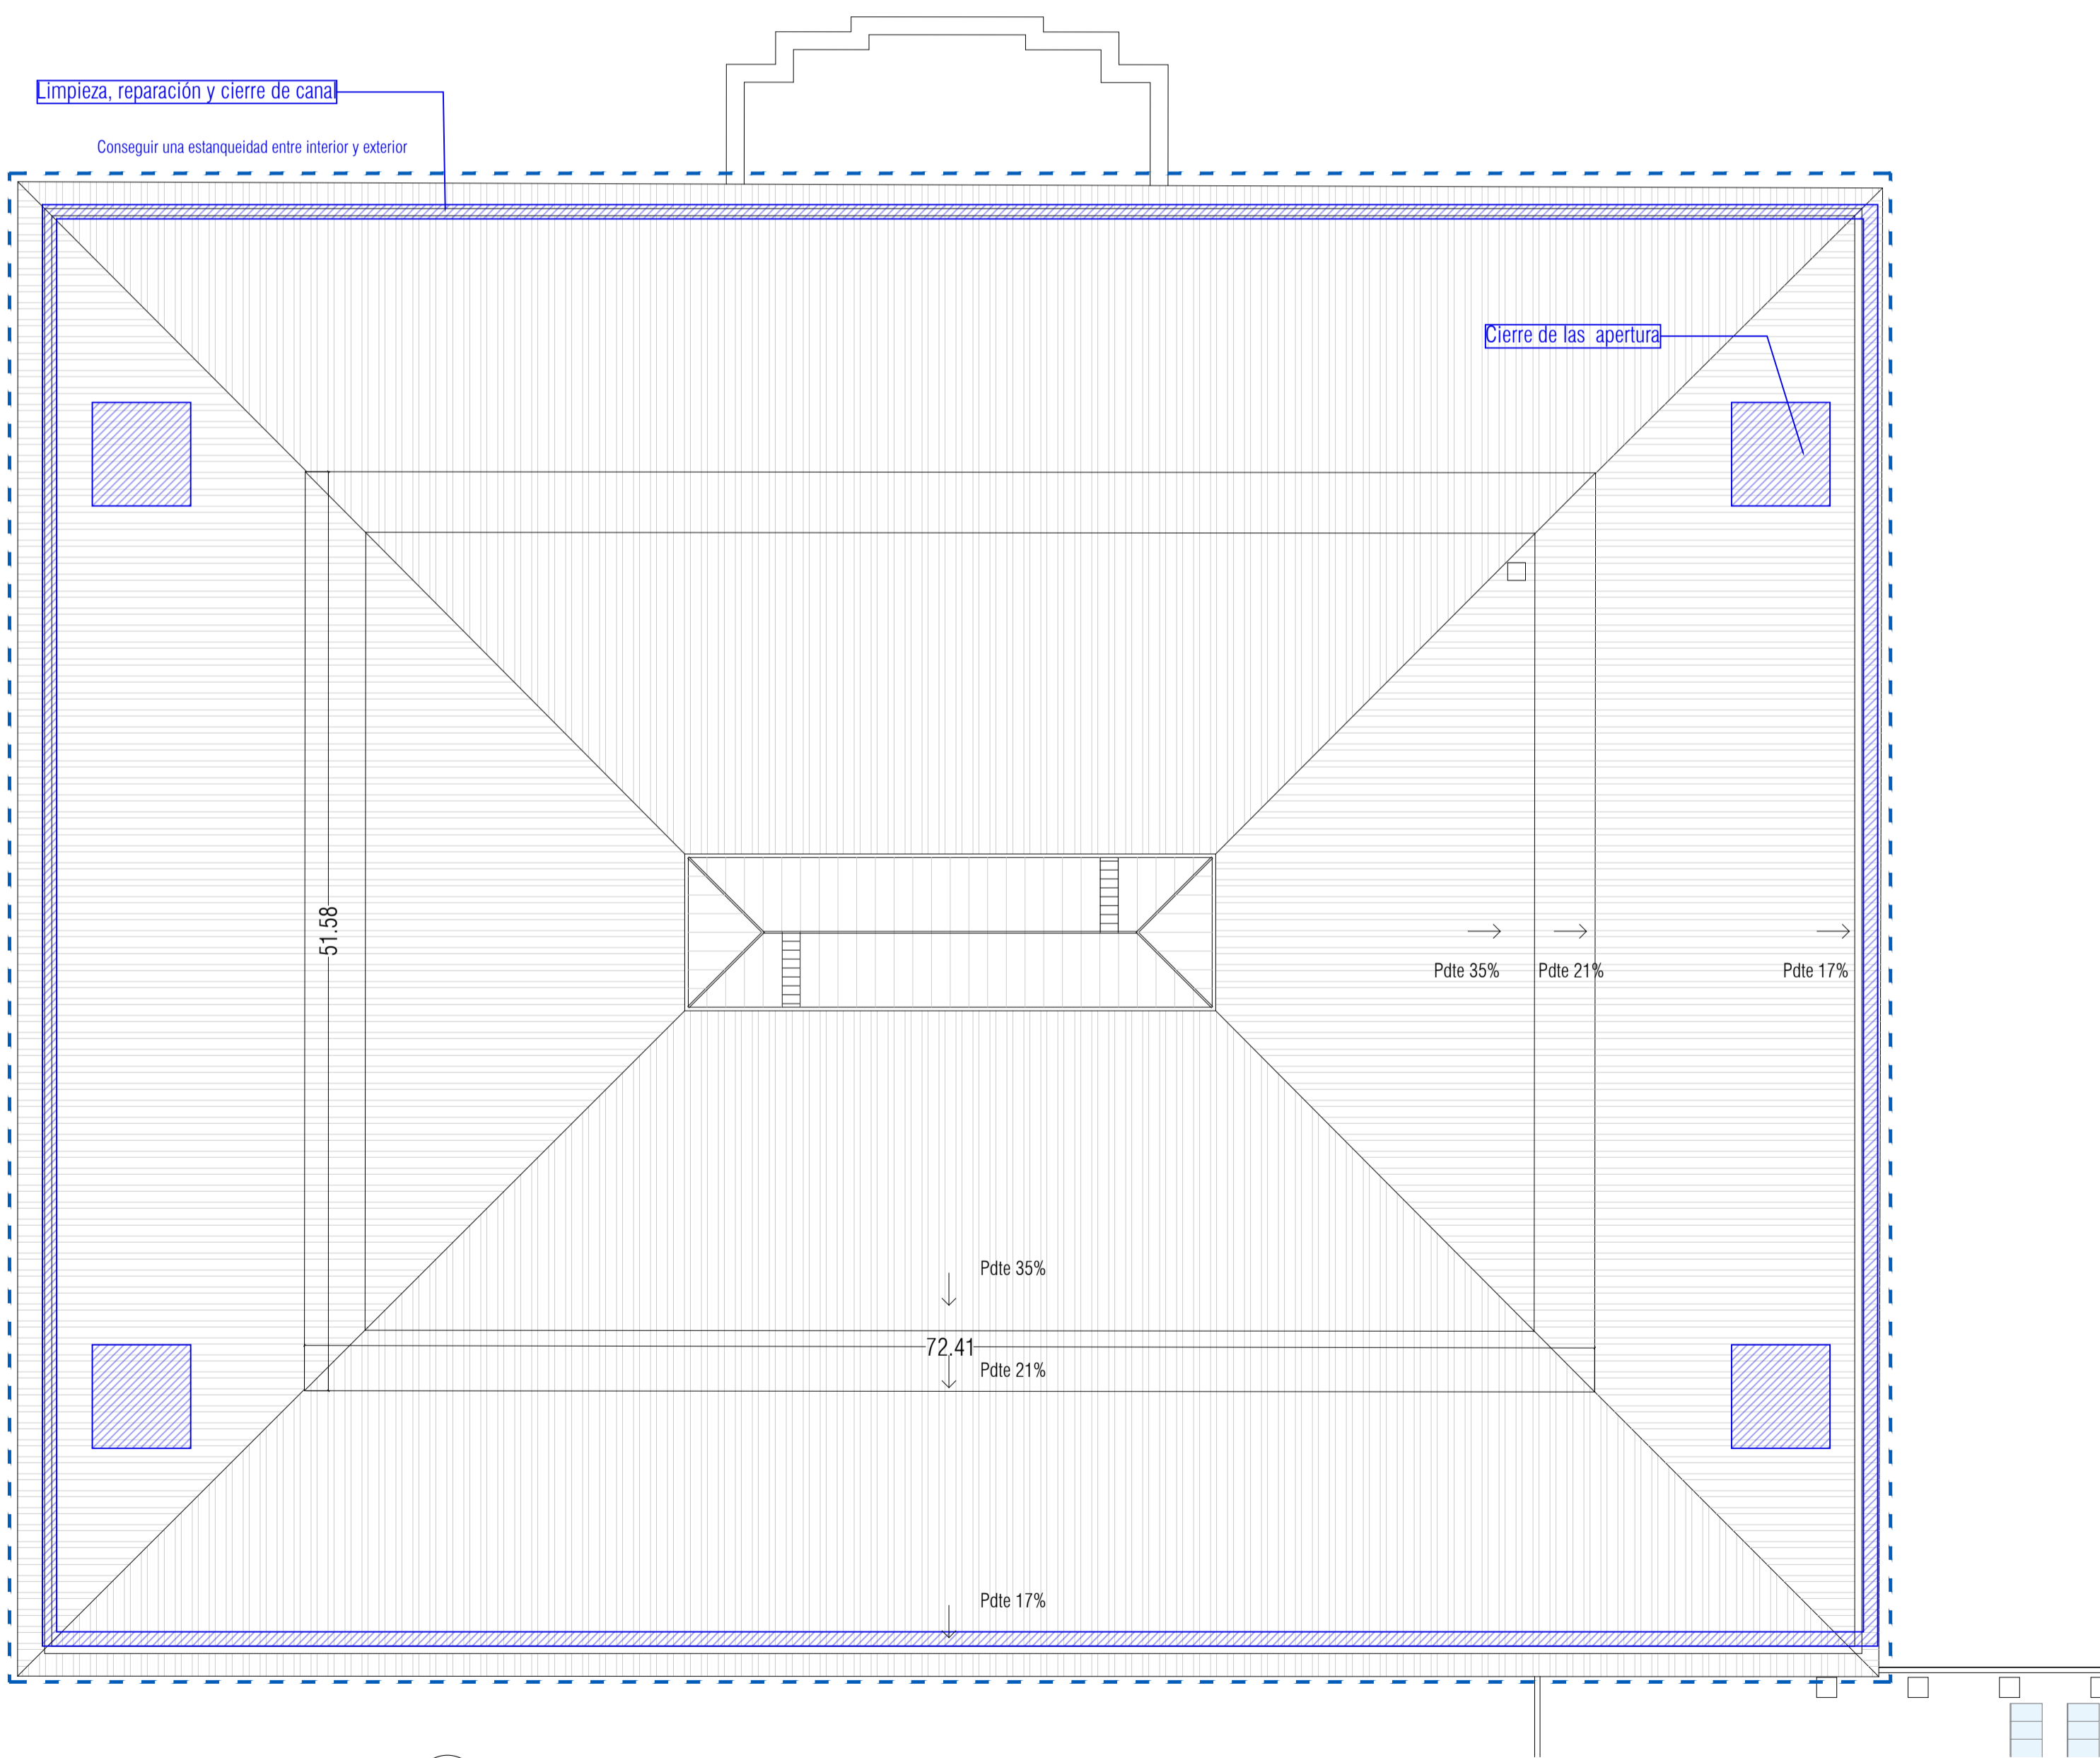 Limpieza, reparación y cierre de canal
Conseguir una estanqueidad entre interior y exterior
Cierre de las  apertura
51.58
Pdte 35%
Pdte 21%
Pdte 17%
Pdte 35%
72.41
Pdte 21%
Pdte 17%